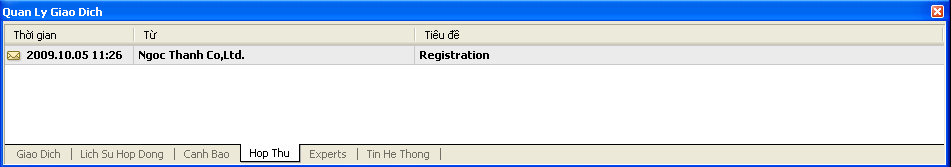 Quan Ly Giao Dich
Thời gian Từ Tiêu đề
2009.10.05 11:26 Ngoc Thanh Co,Ltd. Registration
Giao Dich | Lich Su Hop Dong | Canh Bao | Hop Thu | Experts | Tin He Thong |